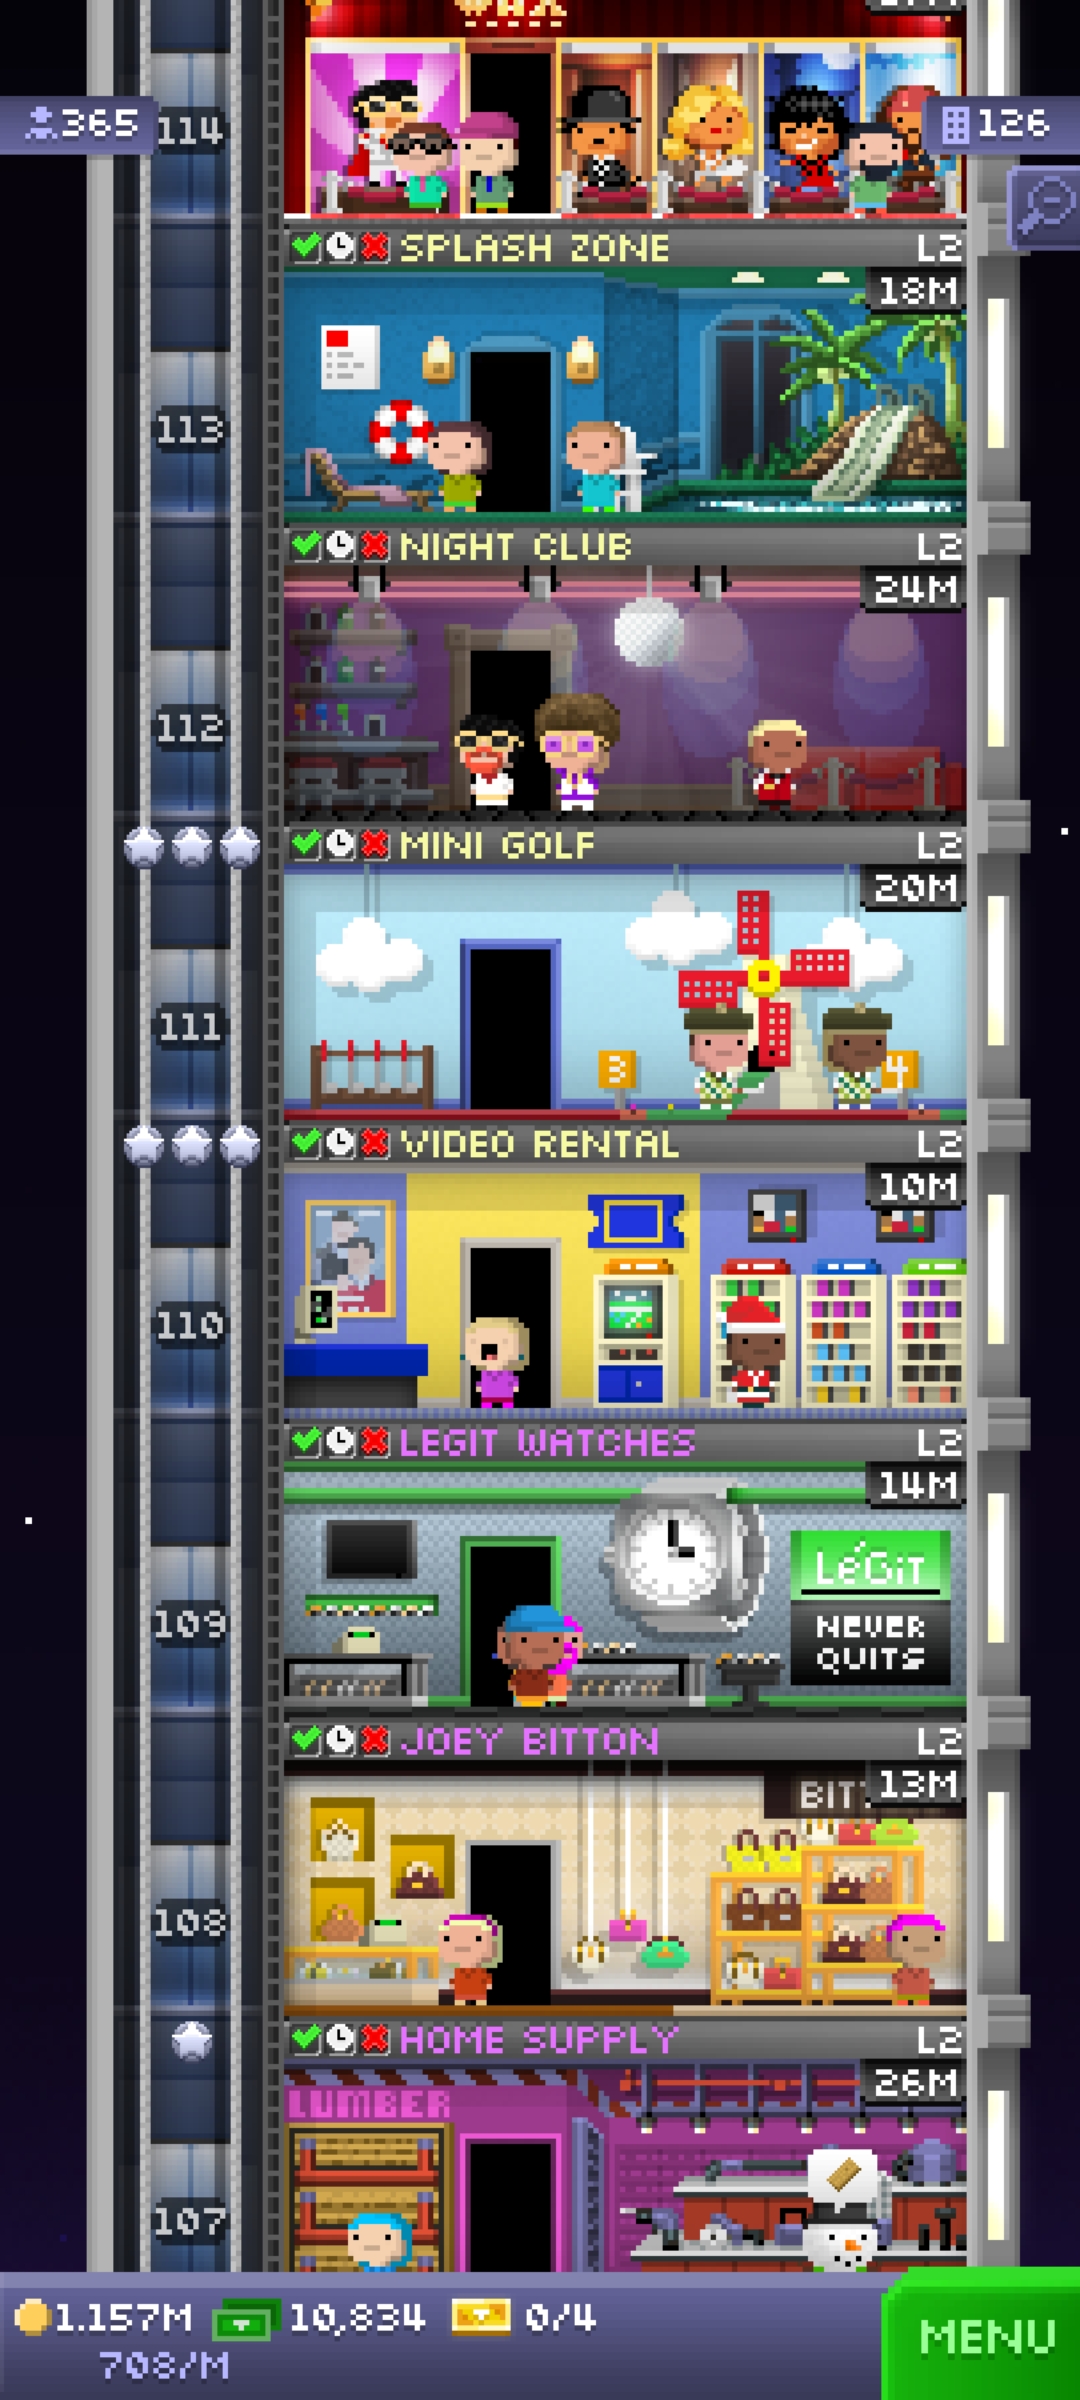 WAX
365
114
126
SPLASH ZONE L2
18M
113
NIGHT CLUB L2
24M
112
MINI GOLF L2
20M
111
3
4
VIDEO RENTAL L2
10M
110
LEGIT WATCHES L2
14M
LéGiT
NEVER
QUITS
109
JOEY BITTON L2
13M
BIT
108
HOME SUPPLY L2
26M
LUMBER
107
1.157M 10,834 0/4
708/M
MENU